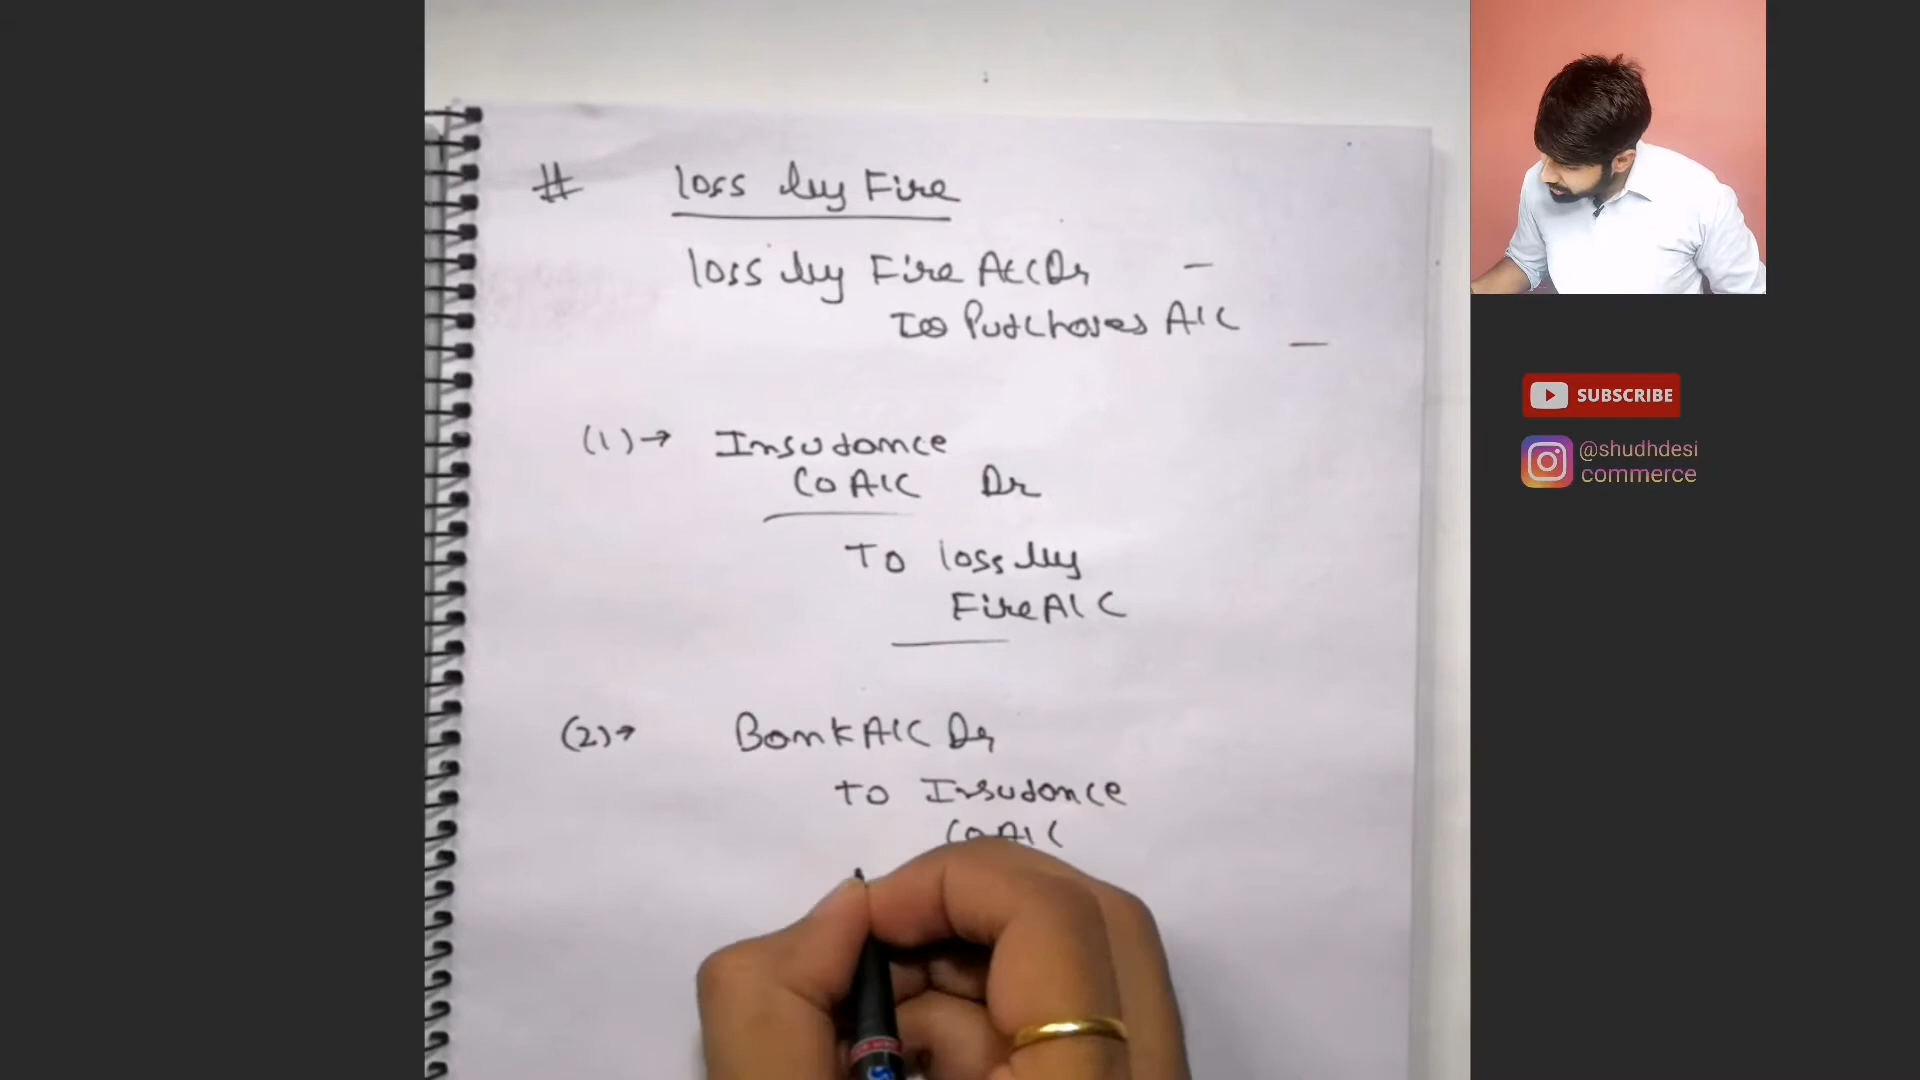 # Loss by Fire
Loss by Fire A/C Dr –
To Purchases A/C –
(1) → Insurance
Co A/C Dr
To loss by
Fire A/C
(2) → Bank A/C Dr
To Insurance
Co A/C
SUBSCRIBE
@shudhdesi
commerce